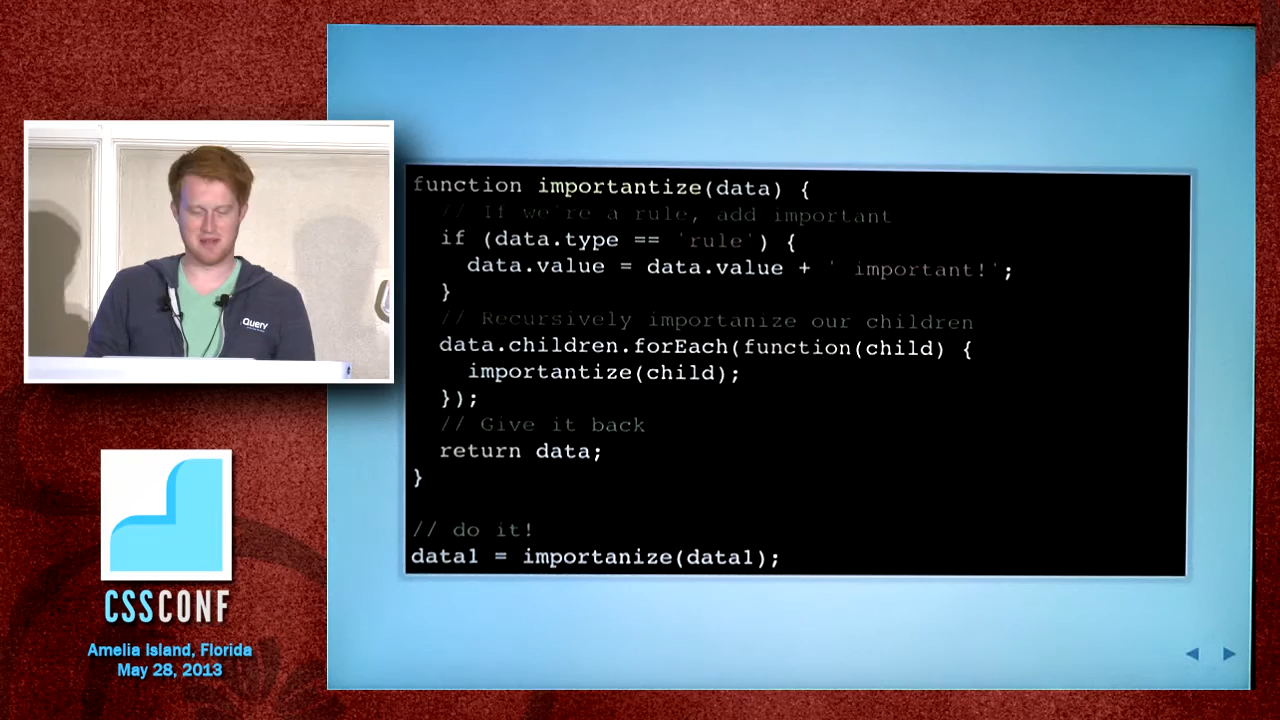 function importantize(data) {
// If we're a rule, add important
if (data.type == 'rule') {
data.value = data.value + ' important!';
}
// Recursively importanize our children
data.children.forEach(function(child) {
importantize(child);
});
// Give it back
return data;
}
// do it!
data1 = importanize(data1);
jQuery
CSSCONF
Amelia Island, Florida
May 28, 2013